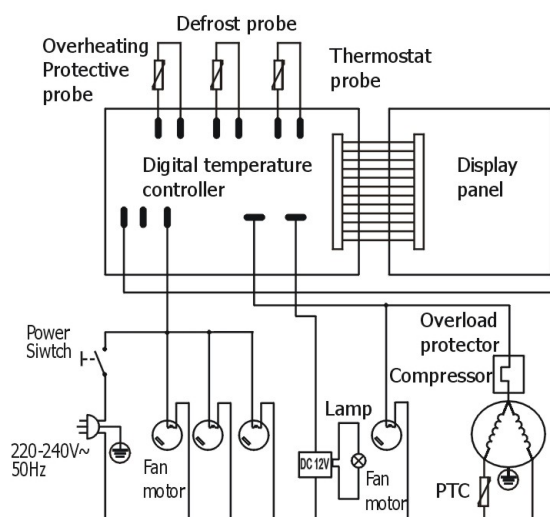 Defrost probe
Overheating
Protective
probe
Thermostat
probe
Digital temperature
controller
Display
panel
Power
Siwtch
Overload
protector
Compressor
Lamp
220-240V~
50Hz
Fan
motor
DC 12V
Fan
motor
PTC